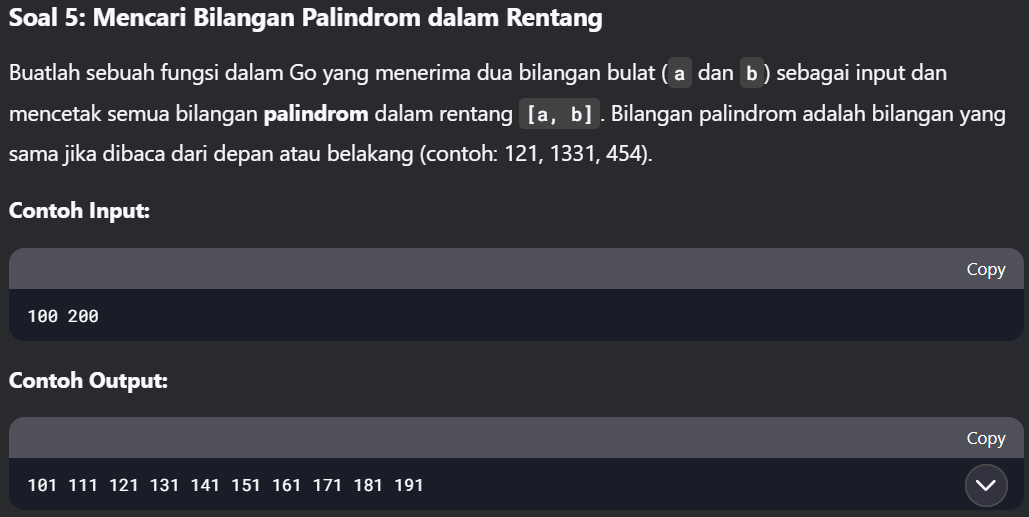 Soal 5: Mencari Bilangan Palindrom dalam Rentang
Buatlah sebuah fungsi dalam Go yang menerima dua bilangan bulat (a dan b) sebagai input dan
mencetak semua bilangan palindrom dalam rentang [a, b]. Bilangan palindrom adalah bilangan yang
sama jika dibaca dari depan atau belakang (contoh: 121, 1331, 454).
Contoh Input:
Copy
100 200
Contoh Output:
Copy
101 111 121 131 141 151 161 171 181 191